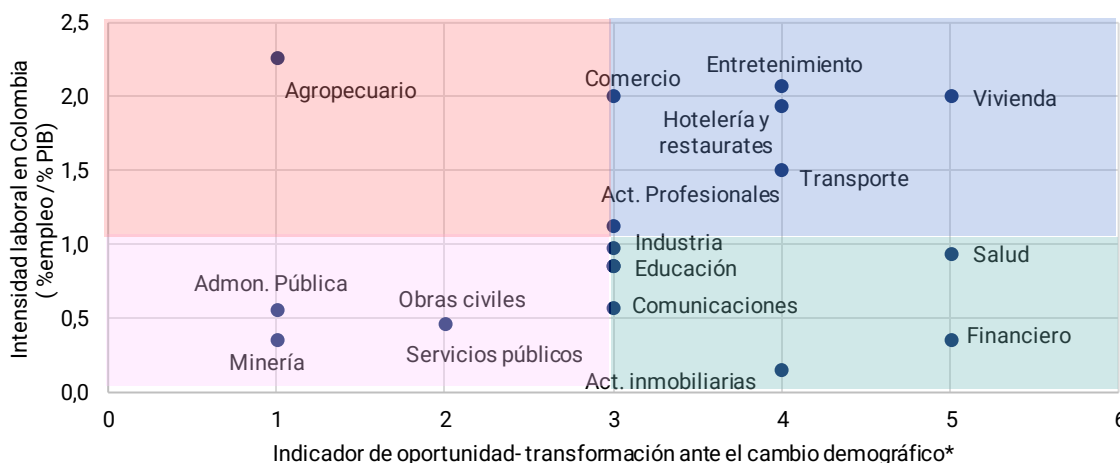 Intensidad laboral en Colombia
( %empleo /% PIB)
2,5
2,0
1,5
1,0
0,5
0,0
Agropecuario
Comercio
Entretenimiento
Vivienda
Hotelería y
restaurates
Transporte
Act. Profesionales
Industria
Educación
Salud
Admon. Pública
Obras civiles
Comunicaciones
Minería
Servicios públicos
Financiero
Act. inmobiliarias
0 1 2 3 4 5 6
Indicador de oportunidad- transformación ante el cambio demográfico*